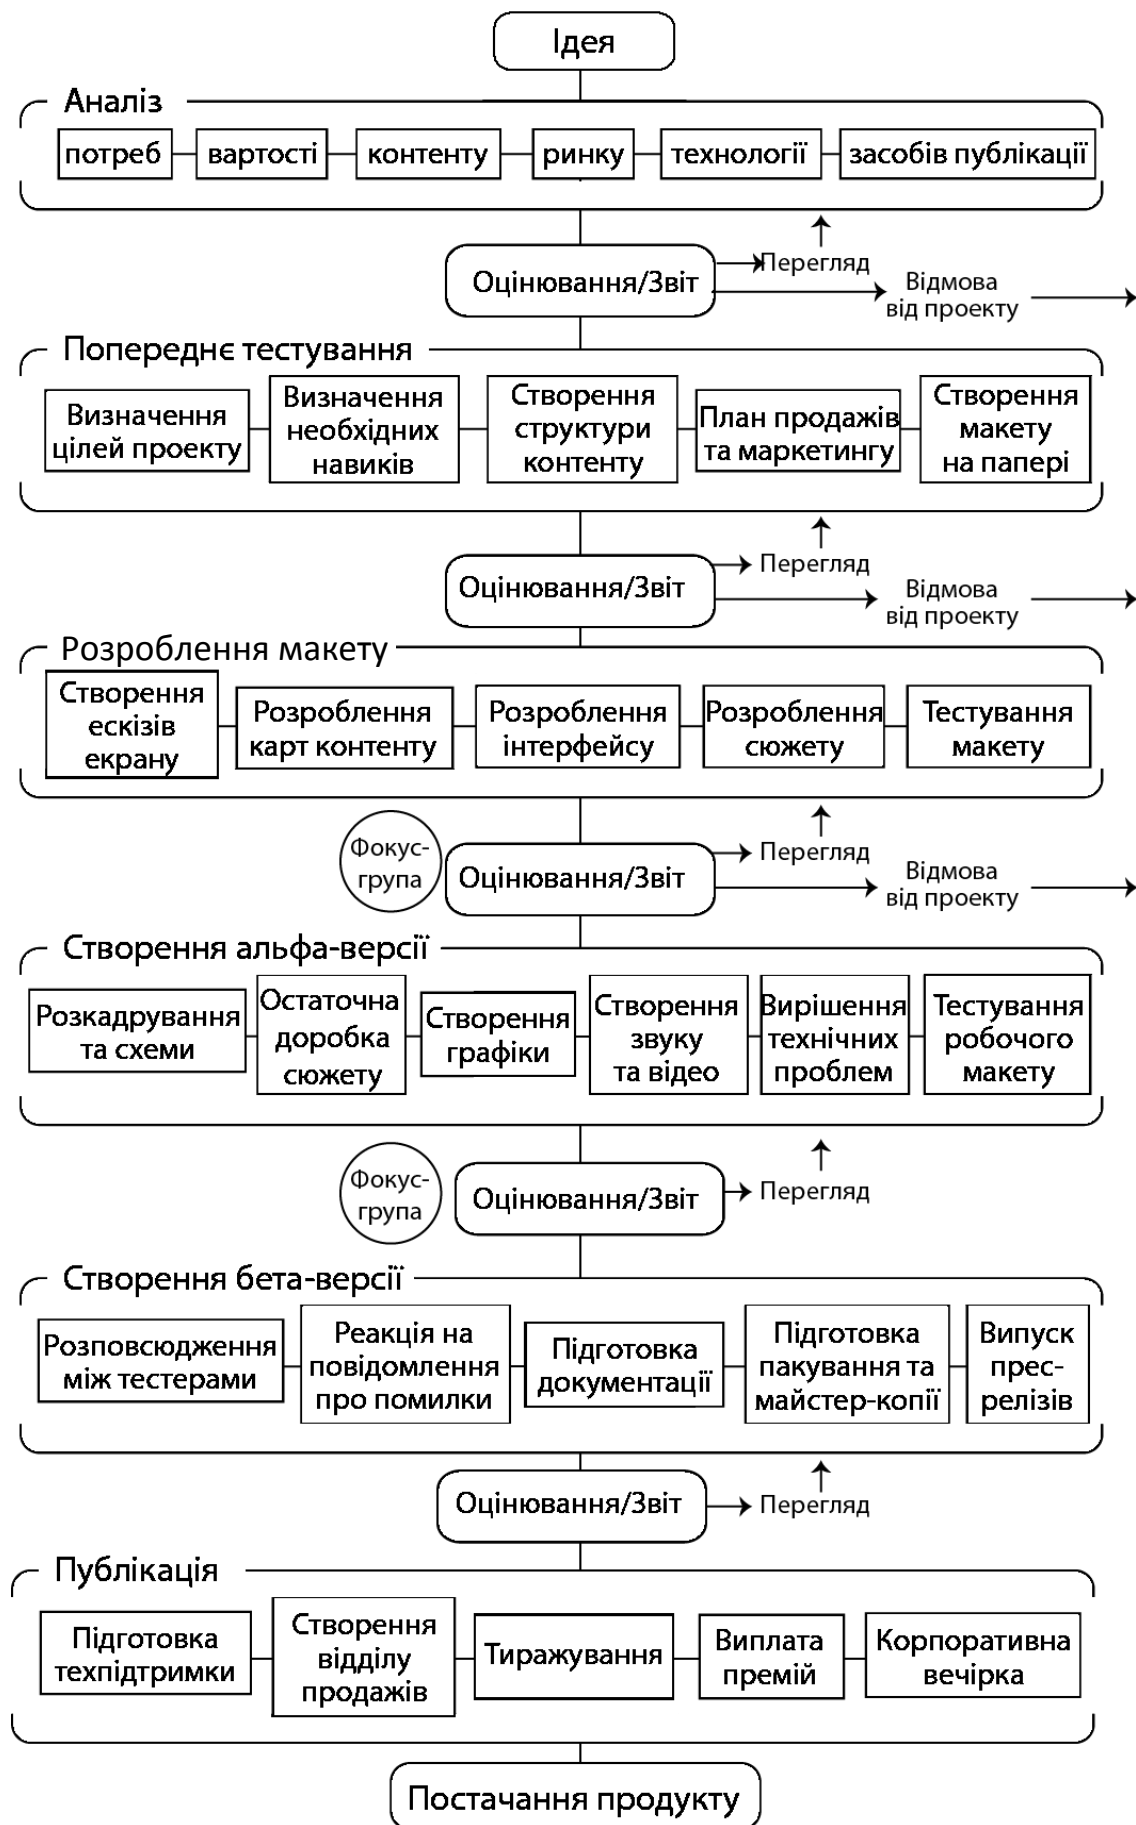 Ідея
Аналіз
потреб
вартості
контенту
ринку
технології
засобів публікації
Оцінювання/Звіт
Перегляд
Відмова
від проекту
Попереднє тестування
Визначення
цілей проекту
Визначення
необхідних
навиків
Створення
структури
контенту
План продажів
та маркетингу
Створення
макету
на папері
Оцінювання/Звіт
Перегляд
Відмова
від проекту
Розроблення макету
Створення
ескізів
екрану
Розроблення
карт контенту
Розроблення
інтерфейсу
Розроблення
сюжету
Тестування
макету
Фокус-
група
Оцінювання/Звіт
Перегляд
Відмова
від проекту
Створення альфа-версії
Розкадрування
та схеми
Остаточна
доробка
сюжету
Створення
графіки
Створення
звуку
та відео
Вирішення
технічних
проблем
Тестування
робочого
макету
Фокус-
група
Оцінювання/Звіт
Перегляд
Створення бета-версії
Розповсюдження
між тестерами
Реакція на
повідомлення
про помилки
Підготовка
документації
Підготовка
пакування та
майстер-копії
Випуск
прес-
релізів
Оцінювання/Звіт
Перегляд
Публікація
Підготовка
техпідтримки
Створення
відділу
продажів
Тиражування
Виплата
премій
Корпоративна
вечірка
Постачання продукту